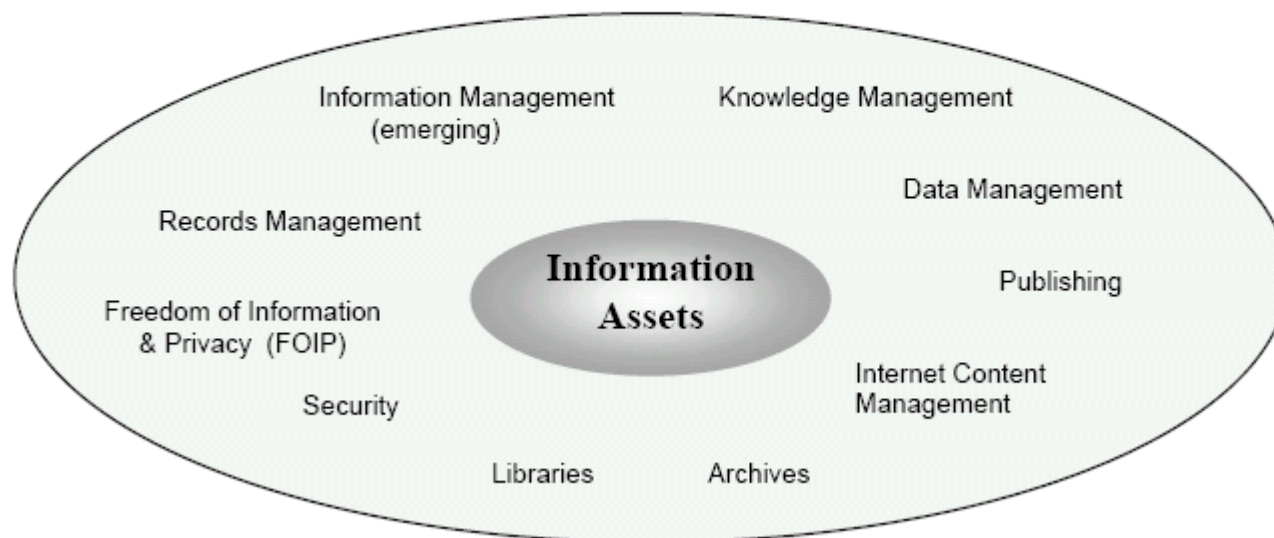 Information Management
(emerging)
Knowledge Management
Data Management
Records Management
Information
Assets
Publishing
Freedom of Information
& Privacy (FOIP)
Internet Content
Management
Security
Libraries
Archives